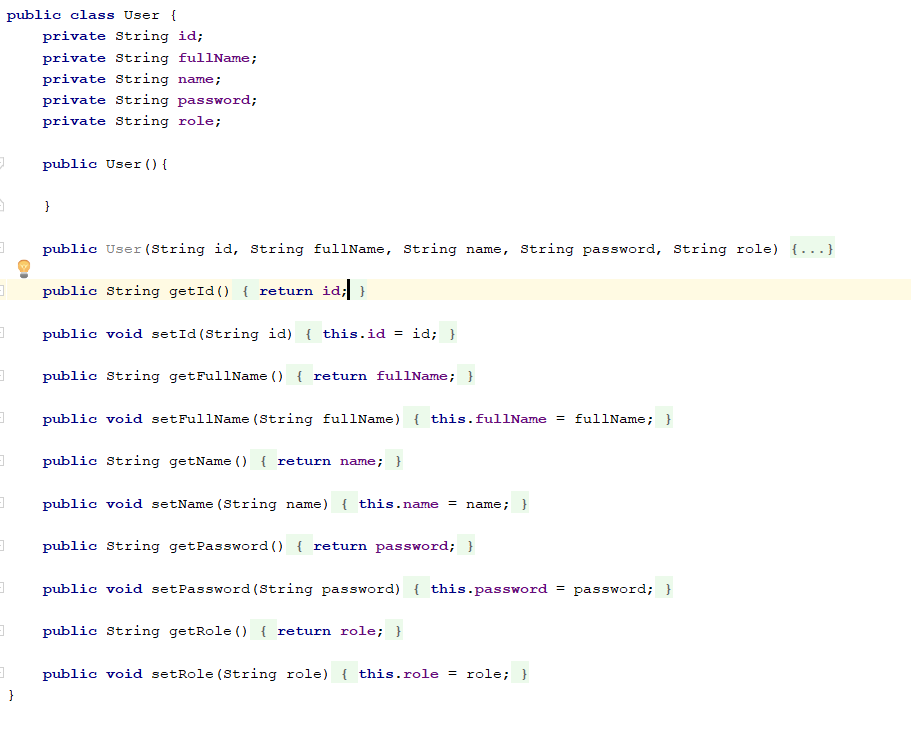 public class User {
    private String id;
    private String fullName;
    private String name;
    private String password;
    private String role;

    public User(){

    }

    public User(String id, String fullName, String name, String password, String role) {...}

    public String getId() { return id; }

    public void setId(String id) { this.id = id; }

    public String getFullName() { return fullName; }

    public void setFullName(String fullName) { this.fullName = fullName; }

    public String getName() { return name; }

    public void setName(String name) { this.name = name; }

    public String getPassword() { return password; }

    public void setPassword(String password) { this.password = password; }

    public String getRole() { return role; }

    public void setRole(String role) { this.role = role; }
}